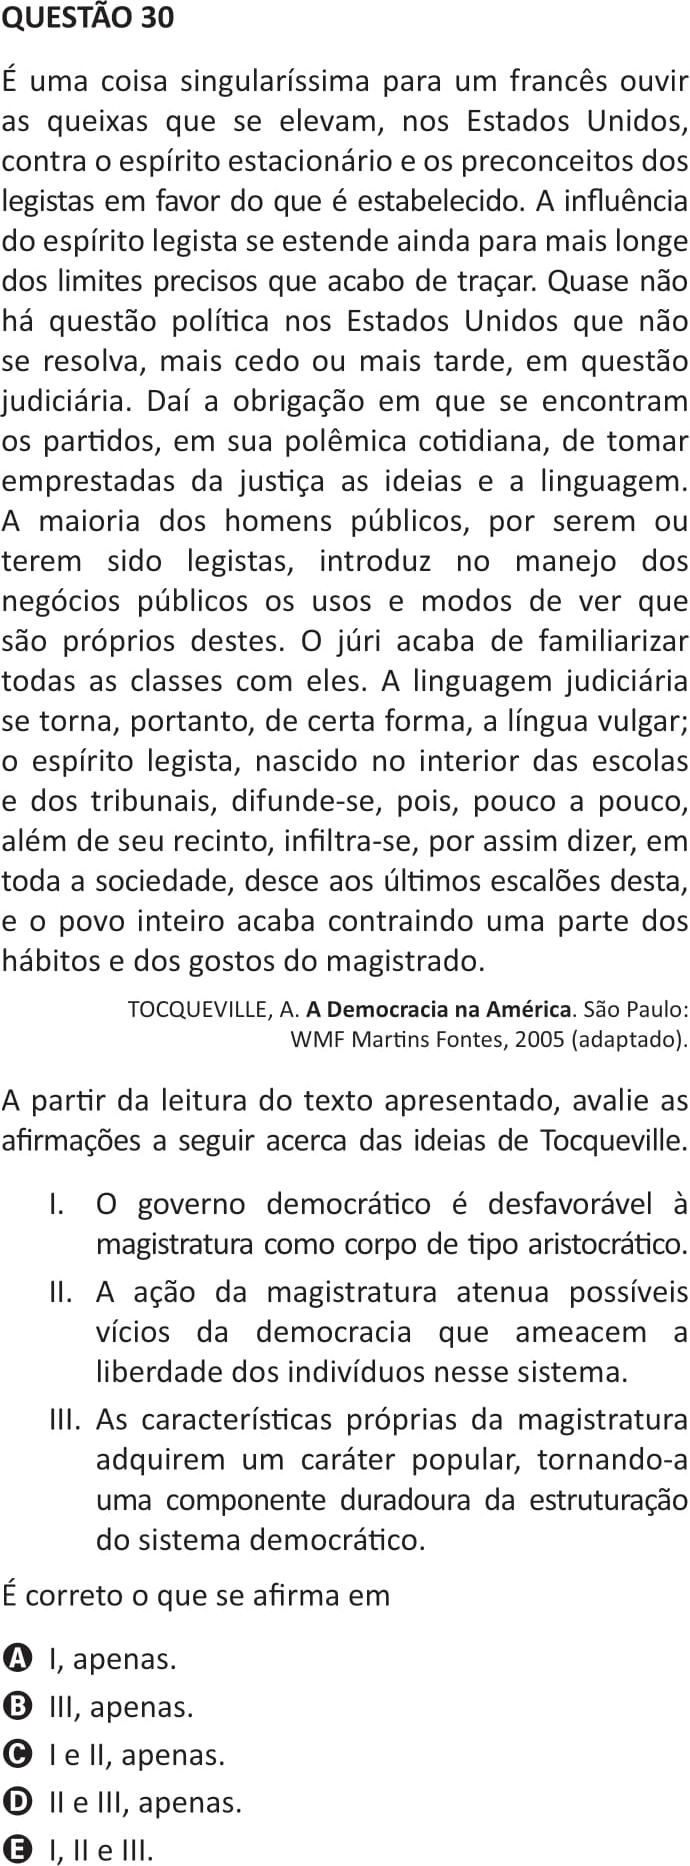 QUESTÃO 30
É uma coisa singularíssima para um francês ouvir
as queixas que se elevam, nos Estados Unidos,
contra o espírito estacionário e os preconceitos dos
legistas em favor do que é estabelecido. A influência
do espírito legista se estende ainda para mais longe
dos limites precisos que acabo de traçar. Quase não
há questão política nos Estados Unidos que não
se resolva, mais cedo ou mais tarde, em questão
judiciária. Daí a obrigação em que se encontram
os partidos, em sua polêmica cotidiana, de tomar
emprestadas da justiça as ideias e a linguagem.
A maioria dos homens públicos, por serem ou
terem sido legistas, introduz no manejo dos
negócios públicos os usos e modos de ver que
são próprios destes. O júri acaba de familiarizar
todas as classes com eles. A linguagem judiciária
se torna, portanto, de certa forma, a língua vulgar;
o espírito legista, nascido no interior das escolas
e dos tribunais, difunde-se, pois, pouco a pouco,
além de seu recinto, infiltra-se, por assim dizer, em
toda a sociedade, desce aos últimos escalões desta,
e o povo inteiro acaba contraindo uma parte dos
hábitos e dos gostos do magistrado.
TOCQUEVILLE, A. A Democracia na América. São Paulo:
WMF Martins Fontes, 2005 (adaptado).
A partir da leitura do texto apresentado, avalie as
afirmações a seguir acerca das ideias de Tocqueville.
I. O governo democrático é desfavorável à
magistratura como corpo de tipo aristocrático.
II. A ação da magistratura atenua possíveis
vícios da democracia que ameacem a
liberdade dos indivíduos nesse sistema.
III. As características próprias da magistratura
adquirem um caráter popular, tornando-a
uma componente duradoura da estruturação
do sistema democrático.
É correto o que se afirma em
A I, apenas.
B III, apenas.
C I e II, apenas.
D II e III, apenas.
E I, II e III.